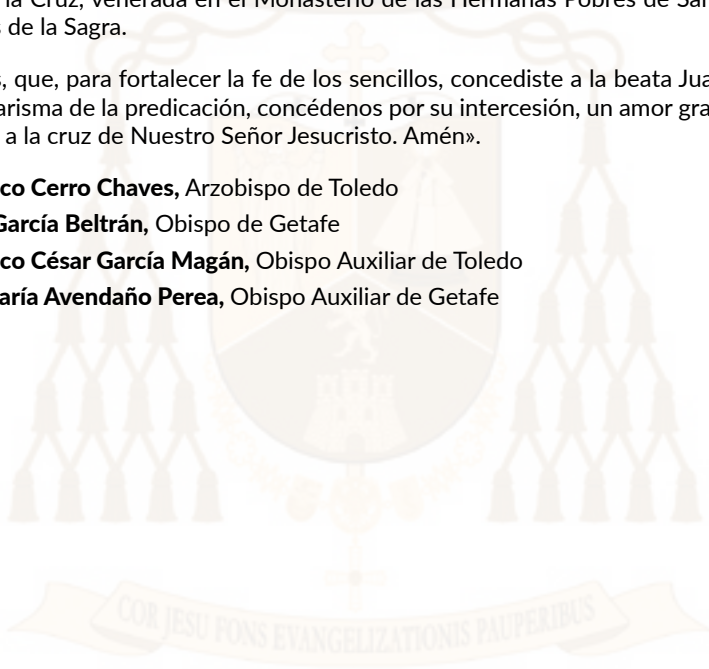 la Cruz, venerada en el Monasterio de las Hermanas Pobres de San
s de la Sagra.
s, que, para fortalecer la fe de los sencillos, concediste a la beata Jua
arisma de la predicación, concédenos por su intercesión, un amor gra
a la cruz de Nuestro Señor Jesucristo. Amén».
co Cerro Chaves, Arzobispo de Toledo
García Beltrán, Obispo de Getafe
co César García Magán, Obispo Auxiliar de Toledo
aría Avendaño Perea, Obispo Auxiliar de Getafe
COR JESU FONS EVANGELIZATIONIS PAUPERIBUS